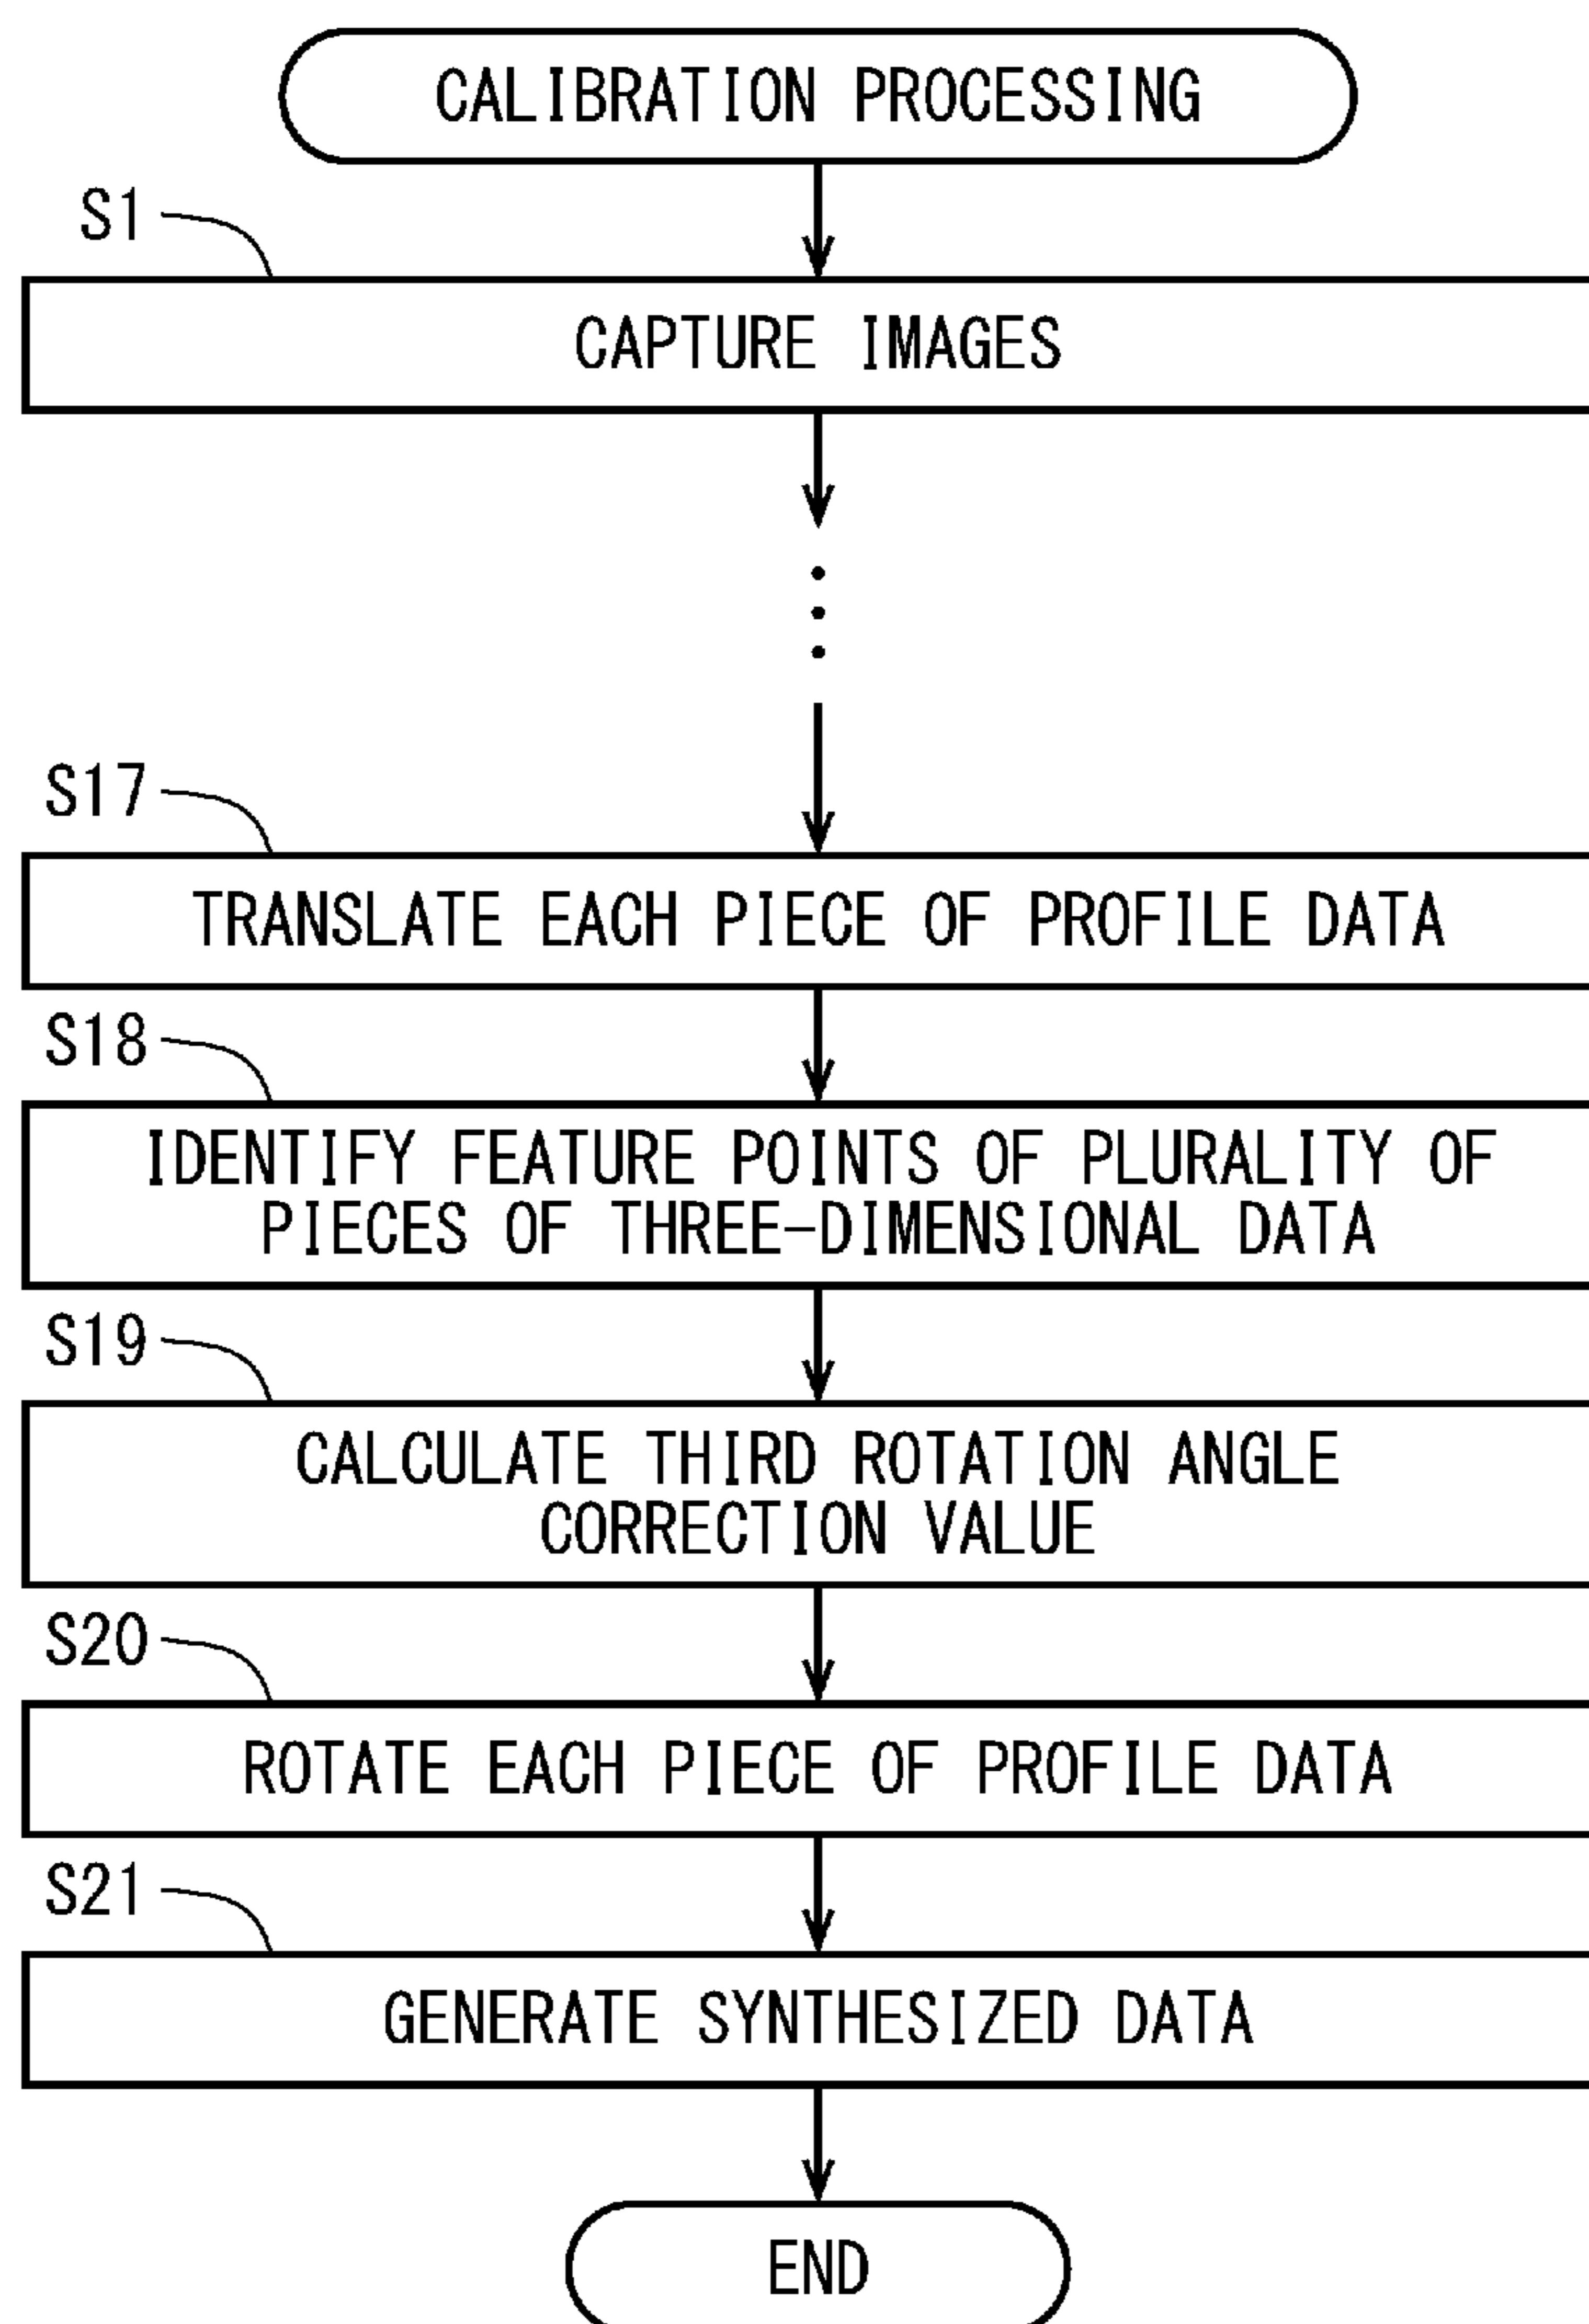 CALIBRATION PROCESSING
S1
CAPTURE IMAGES
S17
TRANSLATE EACH PIECE OF PROFILE DATA
S18
IDENTIFY FEATURE POINTS OF PLURALITY OF
PIECES OF THREE-DIMENSIONAL DATA
S19
CALCULATE THIRD ROTATION ANGLE
CORRECTION VALUE
S20
ROTATE EACH PIECE OF PROFILE DATA
S21
GENERATE SYNTHESIZED DATA
END